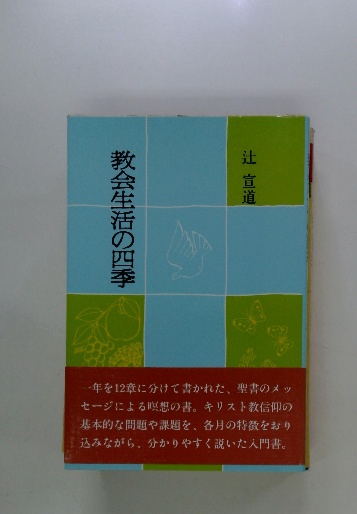 教会生活の四季
辻 宣道
一年を12章に分けて書かれた、聖書のメッ
セージによる瞑想の書。キリスト教信仰の
基本的な問題や課題を、各月の特徴をおり
込みながら、分かりやすく説いた入門書。